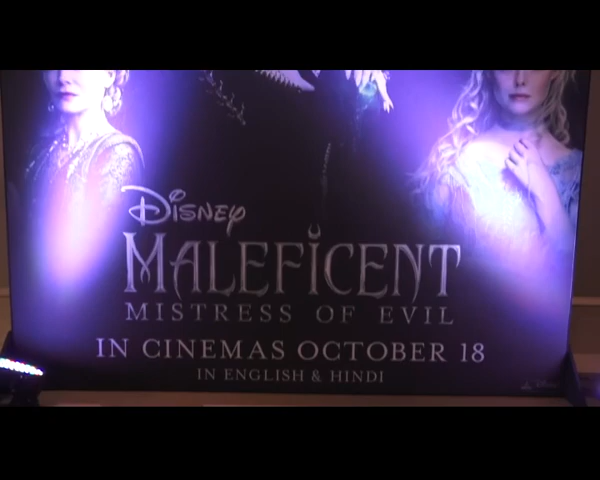 Disney
MALEFICENT
MISTRESS OF EVIL
IN CINEMAS OCTOBER 18
IN ENGLISH & HINDI